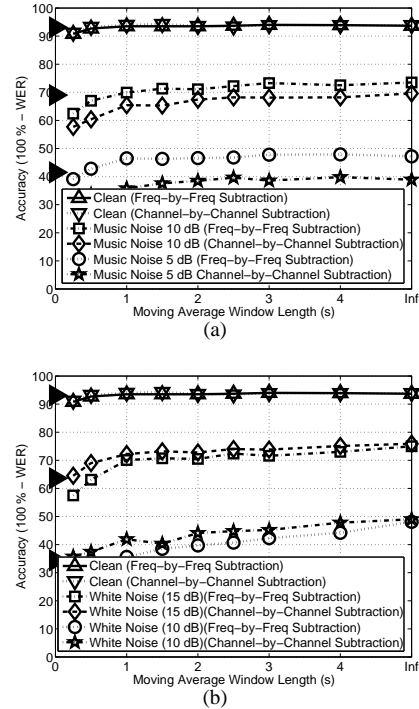 100
90
80
70
60
50
40
30
20
10
0
Accuracy (100 % − WER)
Clean (Freq−by−Freq Subtraction)
Clean (Channel−by−Channel Subtraction)
Music Noise 10 dB (Freq−by−Freq Subtraction)
Music Noise 10 dB (Channel−by−Channel Subtraction)
Music Noise 5 dB (Freq−by−Freq Subtraction)
Music Noise 5 dB Channel−by−Channel Subtraction)
0 1 2 3 4 Inf
Moving Average Window Length (s)
(a)
100
90
80
70
60
50
40
30
20
10
0
Accuracy (100 % − WER)
Clean (Freq−by−Freq Subtraction)
Clean (Channel−by−Channel Subtraction)
White Noise (15 dB)(Freq−by−Freq Subtraction)
White Noise (15 dB)(Channel−by−Channel Subtraction)
White Noise (10 dB)(Freq−by−Freq Subtraction)
White Noise (10 dB)(Channel−by−Channel Subtraction)
0 1 2 3 4 Inf
Moving Average Window Length (s)
(b)